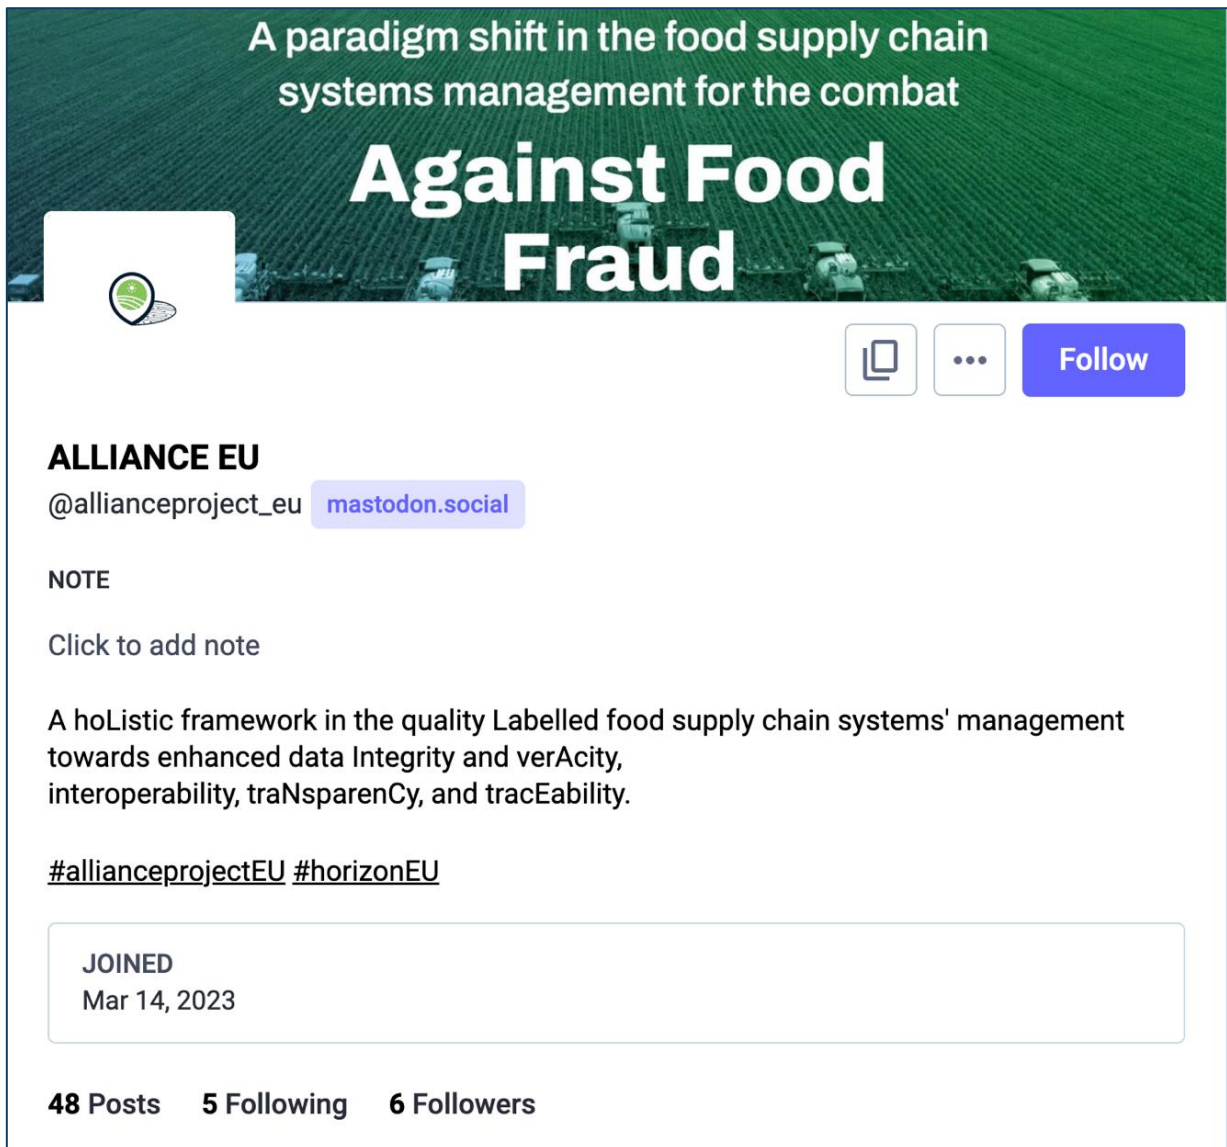 A paradigm shift in the food supply chain
systems management for the combat
Against Food
Fraud
Follow
ALLIANCE EU
@allianceproject_eu mastodon.social
NOTE
Click to add note
A hoListic framework in the quality Labelled food supply chain systems' management
towards enhanced data Integrity and verAcity,
interoperability, traNsparenCy, and tracEability.
#allianceprojectEU #horizonEU
JOINED
Mar 14, 2023
48 Posts 5 Following 6 Followers